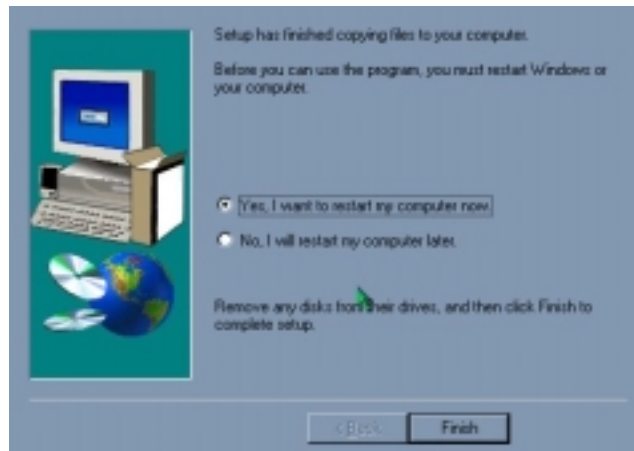 Setup has finished copying files to your computer.
Before you can use the program, you must restart Windows or
your computer.
Yes, I want to restart my computer now.
No, I will restart my computer later.
Remove any disks from their drives, and then click Finish to
complete setup.
< Back
Finish